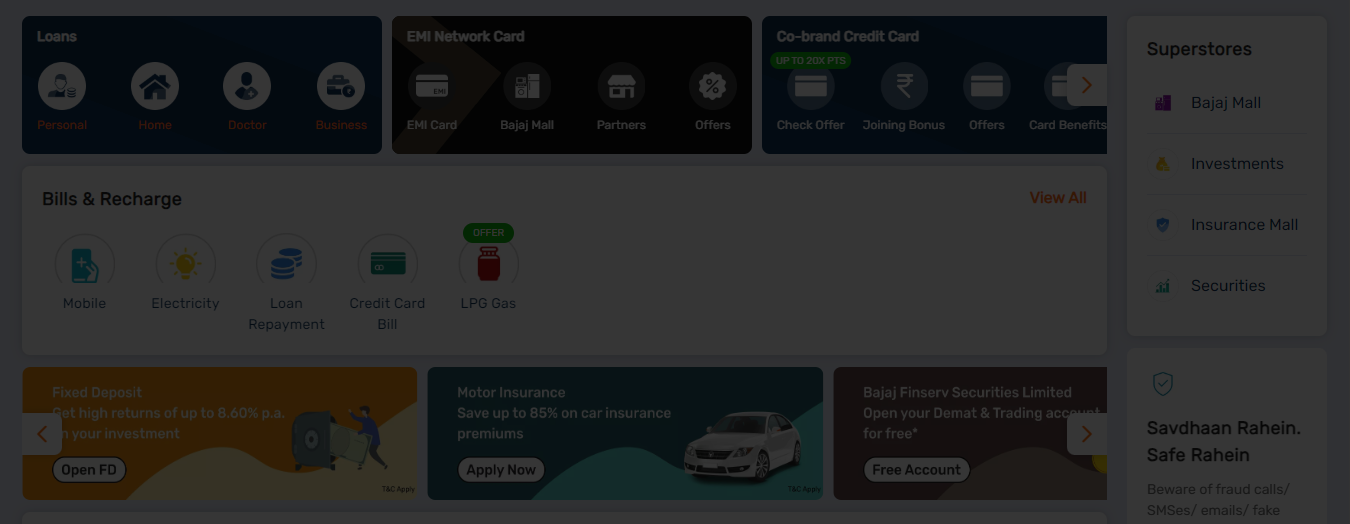 Loans
Personal
Home
Doctor
Business
EMI Network Card
EMI
EMI Card
Bajaj Mall
Partners
Offers
Co-brand Credit Card
UP TO 20X PTS
Check Offer
Joining Bonus
Offers
Card Benefits
Superstores
Bajaj Mall
Investments
Insurance Mall
Securities
Bills & Recharge
View All
OFFER
Mobile
Electricity
Loan
Repayment
Credit Card
Bill
LPG Gas
Fixed Deposit
Get high returns of up to 8.60% p.a.
on your investment
Open FD
T&C Apply
Motor Insurance
Save up to 85% on car insurance
premiums
Apply Now
T&C Apply
Bajaj Finserv Securities Limited
Open your Demat & Trading account
for free*
Free Account
Savdhaan Rahein.
Safe Rahein
Beware of fraud calls/
SMSes/ emails/ fake